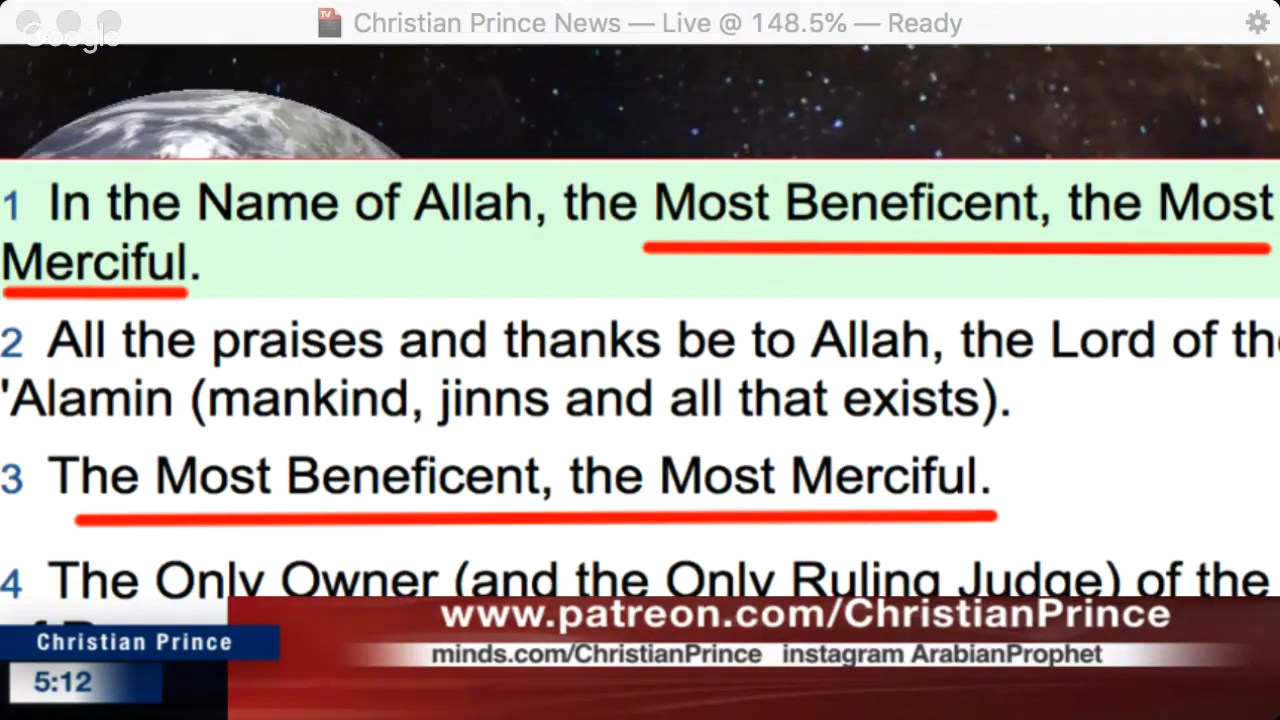 Christian Prince News — Live @ 148.5% — Ready
Google
1 In the Name of Allah, the Most Beneficent, the Most
Merciful.
2 All the praises and thanks be to Allah, the Lord of the
'Alamin (mankind, jinns and all that exists).
3 The Most Beneficent, the Most Merciful.
4 The Only Owner (and the Only Ruling Judge) of the
www.patreon.com/ChristianPrince
Christian Prince
minds.com/ChristianPrince instagram ArabianProphet
5:12